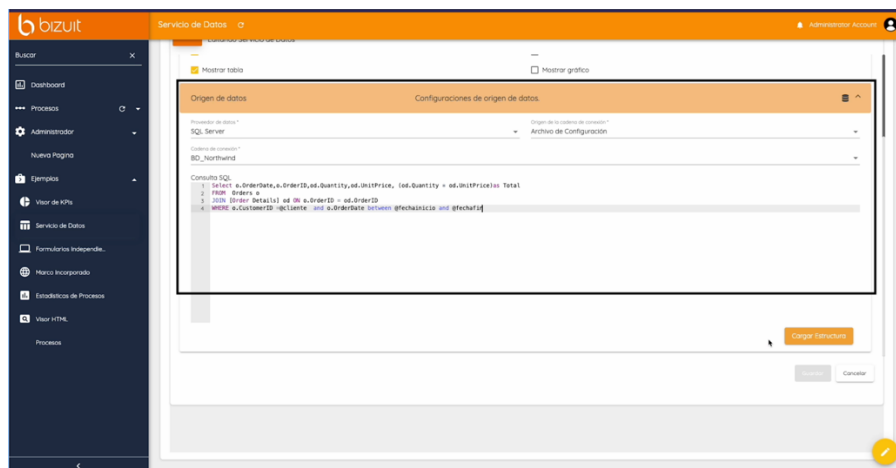 bizuit
Servicio de Datos
Administrator Account
Buscar
Editando Servicio de Datos
Mostrar tabla
Mostrar gráfico
Dashboard
Origen de datos
Configuraciones de origen de datos.
Procesos
Proveedor de datos *
Origen de la cadena de conexión *
Administrador
SQL Server
Archivo de Configuración
Cadena de conexión *
Nueva Pagina
BD_Northwind
Ejemplos
Consulta SQL
1 Select o.OrderDate,o.OrderID,od.Quantity,od.UnitPrice, (od.Quantity * od.UnitPrice)as Total
2 FROM Orders o
3 JOIN [Order Details] od ON o.OrderID = od.OrderID
4 WHERE o.CustomerID =@cliente and o.OrderDate between @fechainicio and @fechafin
Visor de KPIs
Servicio de Datos
Formularios Independie...
Marco Incorporado
Estadísticas de Procesos
Visor HTML
Procesos
Cargar Estructura
Cancelar